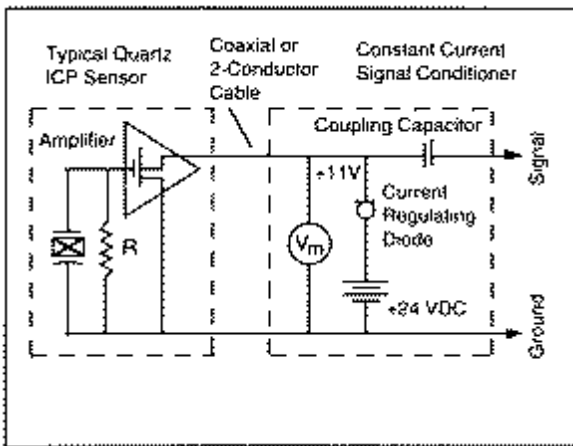 Typical Quartz
ICP Sensor
Coaxial or
2-Conductor
Cable
Constant Current
Signal Conditioner
Amplifier
Coupling Capacitor
Signal
+11V
Current
Regulating
Diode
R
Vm
+24 VDC
Ground